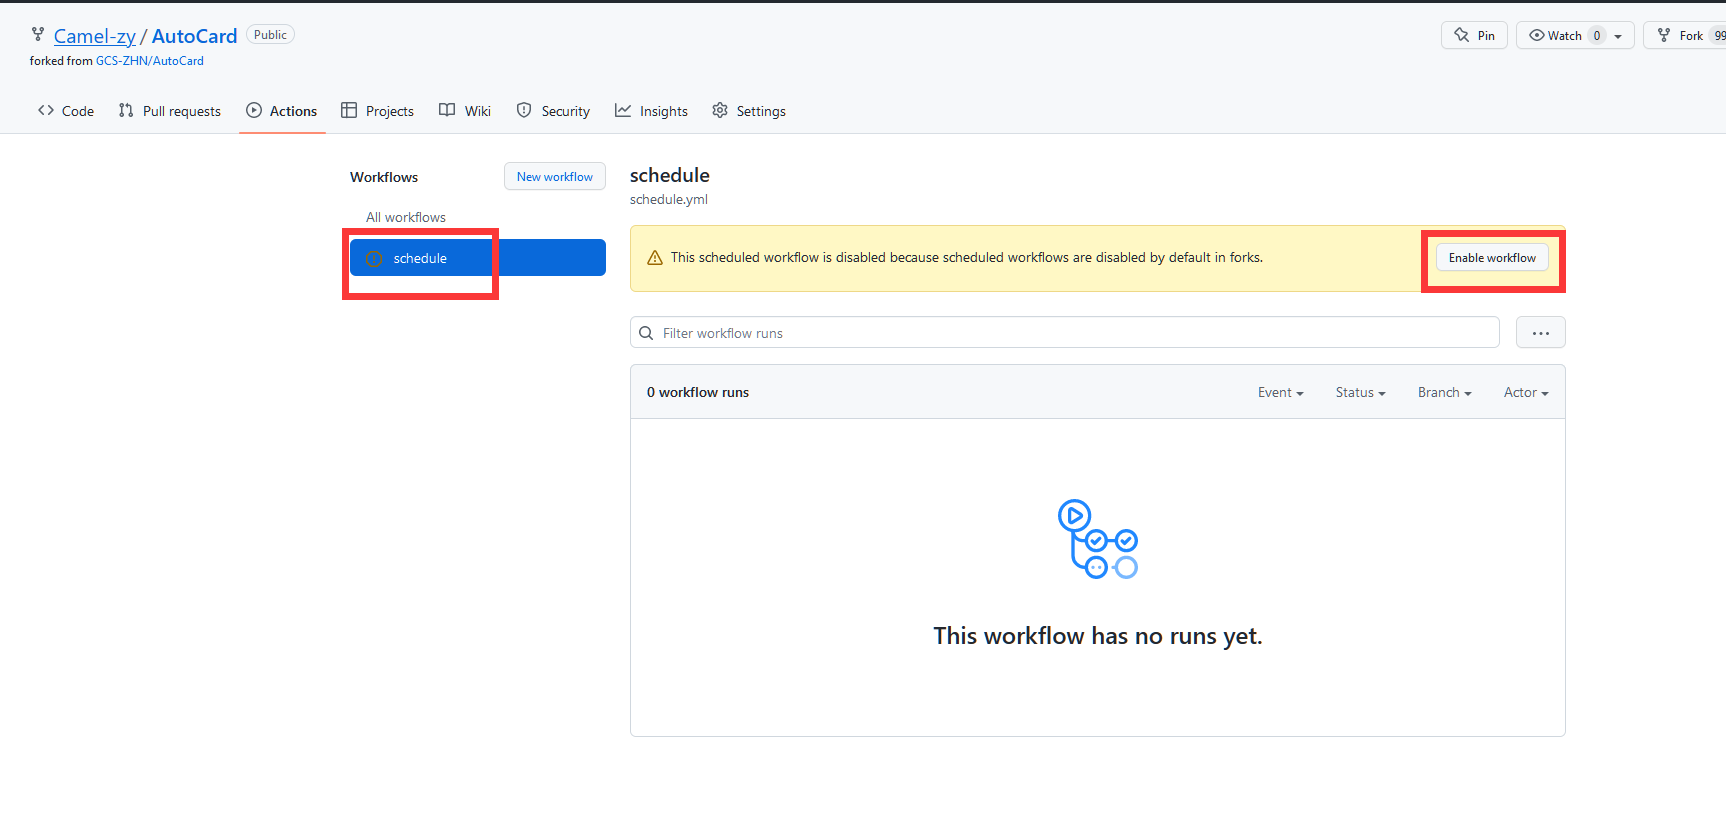 Camel-zy / AutoCard Public
Pin
Watch 0
Fork 99
forked from GCS-ZHN/AutoCard
Code
Pull requests
Actions
Projects
Wiki
Security
Insights
Settings
Workflows
New workflow
All workflows
schedule
schedule
schedule.yml
This scheduled workflow is disabled because scheduled workflows are disabled by default in forks.
Enable workflow
Filter workflow runs
...
0 workflow runs
Event
Status
Branch
Actor
This workflow has no runs yet.